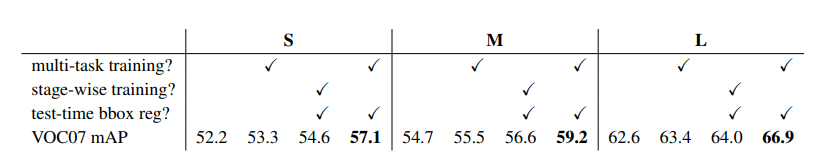 S M L
multi-task training? ✓ ✓ ✓ ✓ ✓ ✓
stage-wise training? ✓ ✓ ✓
test-time bbox reg? ✓ ✓ ✓ ✓ ✓ ✓
VOC07 mAP 52.2 53.3 54.6 57.1 54.7 55.5 56.6 59.2 62.6 63.4 64.0 66.9